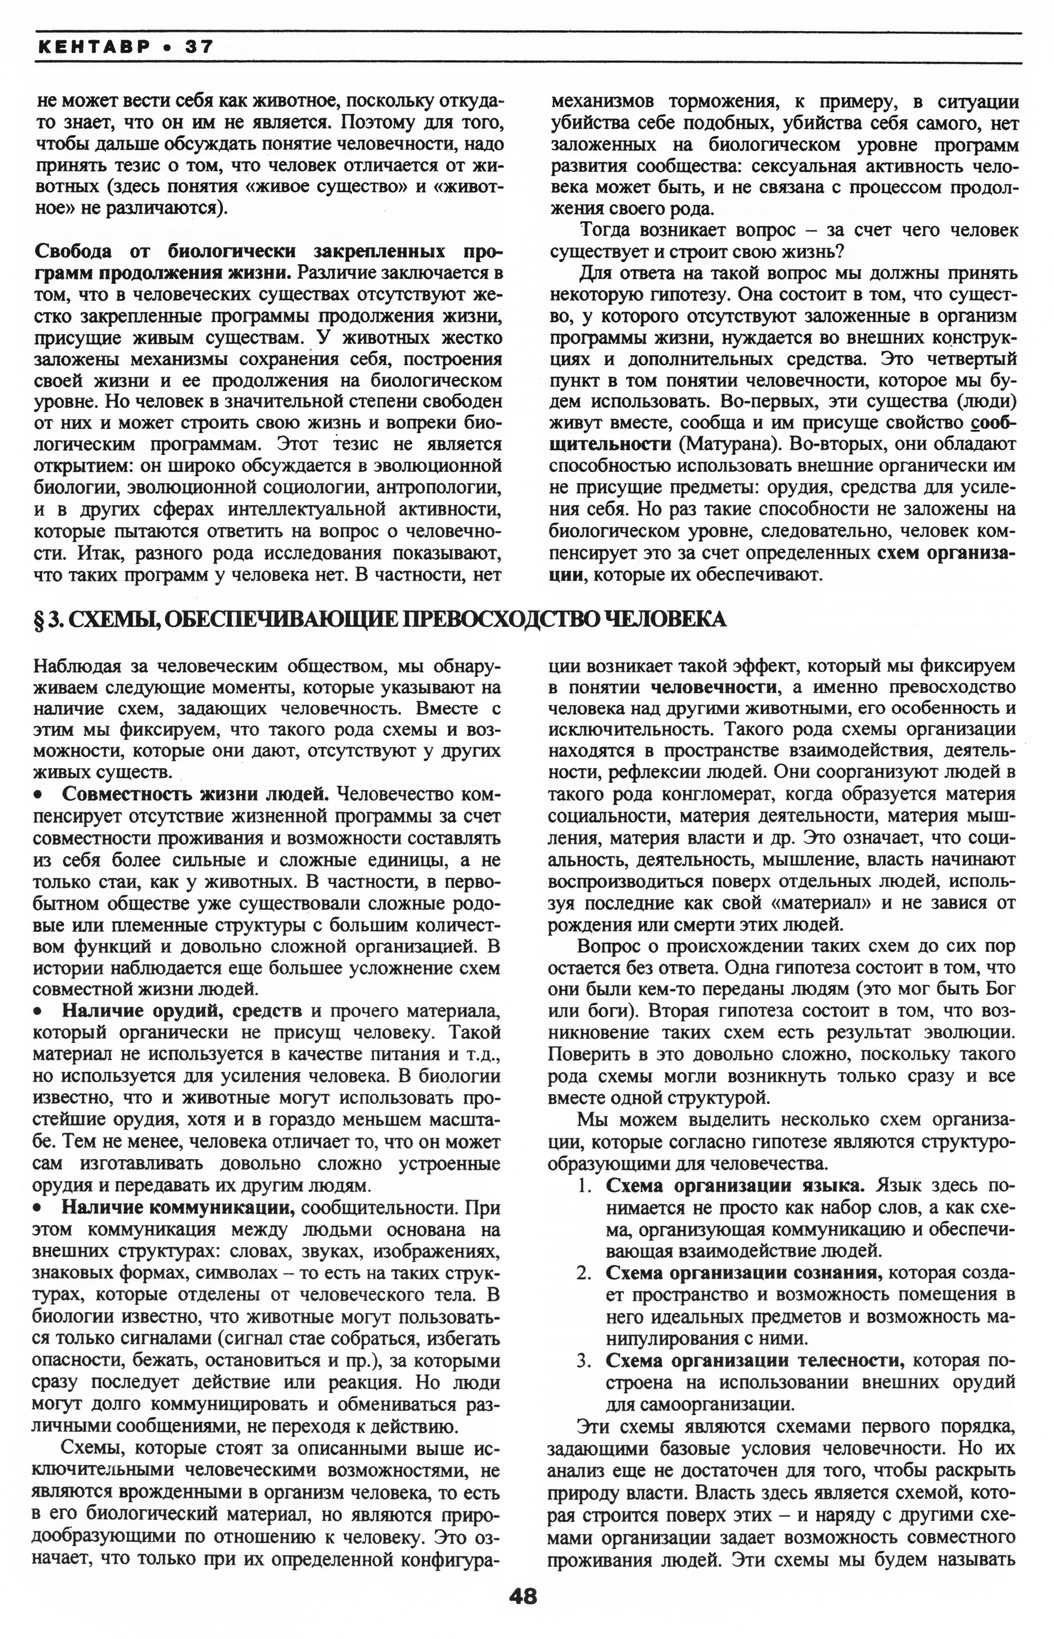 КЕНТАВР • 37
не может вести себя как животное, поскольку откуда-
то знает, что он им не является. Поэтому для того,
чтобы дальше обсуждать понятие человечности, надо
принять тезис о том, что человек отличается от жи-
вотных (здесь понятия «живое существо» и «живот-
ное» не различаются).
Свобода от биологически закрепленных про-
грамм продолжения жизни. Различие заключается в
том, что в человеческих существах отсутствуют же-
стко закрепленные программы продолжения жизни,
присущие живым существам. У животных жестко
заложены механизмы сохранения себя, построения
своей жизни и ее продолжения на биологическом
уровне. Но человек в значительной степени свободен
от них и может строить свою жизнь и вопреки био-
логическим программам. Этот тезис не является
открытием: он широко обсуждается в эволюционной
биологии, эволюционной социологии, антропологии,
и в других сферах интеллектуальной активности,
которые пытаются ответить на вопрос о человечно-
сти. Итак, разного рода исследования показывают,
что таких программ у человека нет. В частности, нет
механизмов торможения, к примеру, в ситуации
убийства себе подобных, убийства себя самого, нет
заложенных на биологическом уровне программ
развития сообщества: сексуальная активность чело-
века может быть, и не связана с процессом продол-
жения своего рода.
Тогда возникает вопрос – за счет чего человек
существует и строит свою жизнь?
Для ответа на такой вопрос мы должны принять
некоторую гипотезу. Она состоит в том, что сущест-
во, у которого отсутствуют заложенные в организм
программы жизни, нуждается во внешних конструк-
циях и дополнительных средства. Это четвертый
пункт в том понятии человечности, которое мы бу-
дем использовать. Во-первых, эти существа (люди)
живут вместе, сообща и им присуще свойство сооб-
щительности (Матурана). Во-вторых, они обладают
способностью использовать внешние органически им
не присущие предметы: орудия, средства для усиле-
ния себя. Но раз такие способности не заложены на
биологическом уровне, следовательно, человек ком-
пенсирует это за счет определенных схем организа-
ции, которые их обеспечивают.
§ 3. СХЕМЫ, ОБЕСПЕЧИВАЮЩИЕ ПРЕВОСХОДСТВО ЧЕЛОВЕКА
Наблюдая за человеческим обществом, мы обнару-
живаем следующие моменты, которые указывают на
наличие схем, задающих человечность. Вместе с
этим мы фиксируем, что такого рода схемы и воз-
можности, которые они дают, отсутствуют у других
живых существ.
• Совместность жизни людей. Человечество ком-
пенсирует отсутствие жизненной программы за счет
совместности проживания и возможности составлять
из себя более сильные и сложные единицы, а не
только стаи, как у животных. В частности, в перво-
бытном обществе уже существовали сложные родо-
вые или племенные структуры с большим количест-
вом функций и довольно сложной организацией. В
истории наблюдается еще большее усложнение схем
совместной жизни людей.
• Наличие орудий, средств и прочего материала,
который органически не присущ человеку. Такой
материал не используется в качестве питания и т.д.,
но используется для усиления человека. В биологии
известно, что и животные могут использовать про-
стейшие орудия, хотя и в гораздо меньшем масшта-
бе. Тем не менее, человека отличает то, что он может
сам изготавливать довольно сложно устроенные
орудия и передавать их другим людям.
• Наличие коммуникации, сообщительности. При
этом коммуникация между людьми основана на
внешних структурах: словах, звуках, изображениях,
знаковых формах, символах – то есть на таких струк-
турах, которые отделены от человеческого тела. В
биологии известно, что животные могут пользовать-
ся только сигналами (сигнал стае собраться, избегать
опасности, бежать, остановиться и пр.), за которыми
сразу последует действие или реакция. Но люди
могут долго коммуницировать и обмениваться раз-
личными сообщениями, не переходя к действию.
Схемы, которые стоят за описанными выше ис-
ключительными человеческими возможностями, не
являются врожденными в организм человека, то есть
в его биологический материал, но являются приро-
дообразующими по отношению к человеку. Это оз-
начает, что только при их определенной конфигура-
ции возникает такой эффект, который мы фиксируем
в понятии человечности, а именно превосходство
человека над другими животными, его особенность и
исключительность. Такого рода схемы организации
находятся в пространстве взаимодействия, деятель-
ности, рефлексии людей. Они соорганизуют людей в
такого рода конгломерат, когда образуется материя
социальности, материя деятельности, материя мыш-
ления, материя власти и др. Это означает, что соци-
альность, деятельность, мышление, власть начинают
воспроизводиться поверх отдельных людей, исполь-
зуя последние как свой «материал» и не завися от
рождения или смерти этих людей.
Вопрос о происхождении таких схем до сих пор
остается без ответа. Одна гипотеза состоит в том, что
они были кем-то переданы людям (это мог быть Бог
или боги). Вторая гипотеза состоит в том, что воз-
никновение таких схем есть результат эволюции.
Поверить в это довольно сложно, поскольку такого
рода схемы могли возникнуть только сразу и все
вместе одной структурой.
Мы можем выделить несколько схем организа-
ции, которые согласно гипотезе являются структуро-
образующими для человечества.
1. Схема организации языка. Язык здесь по-
нимается не просто как набор слов, а как схе-
ма, организующая коммуникацию и обеспечи-
вающая взаимодействие людей.
2. Схема организации сознания, которая созда-
ет пространство и возможность помещения в
него идеальных предметов и возможность ма-
нипулирования с ними.
3. Схема организации телесности, которая по-
строена на использовании внешних орудий
для самоорганизации.
Эти схемы являются схемами первого порядка,
задающими базовые условия человечности. Но их
анализ еще не достаточен для того, чтобы раскрыть
природу власти. Власть здесь является схемой, кото-
рая строится поверх этих – и наряду с другими схе-
мами организации задает возможность совместного
проживания людей. Эти схемы мы будем называть
48